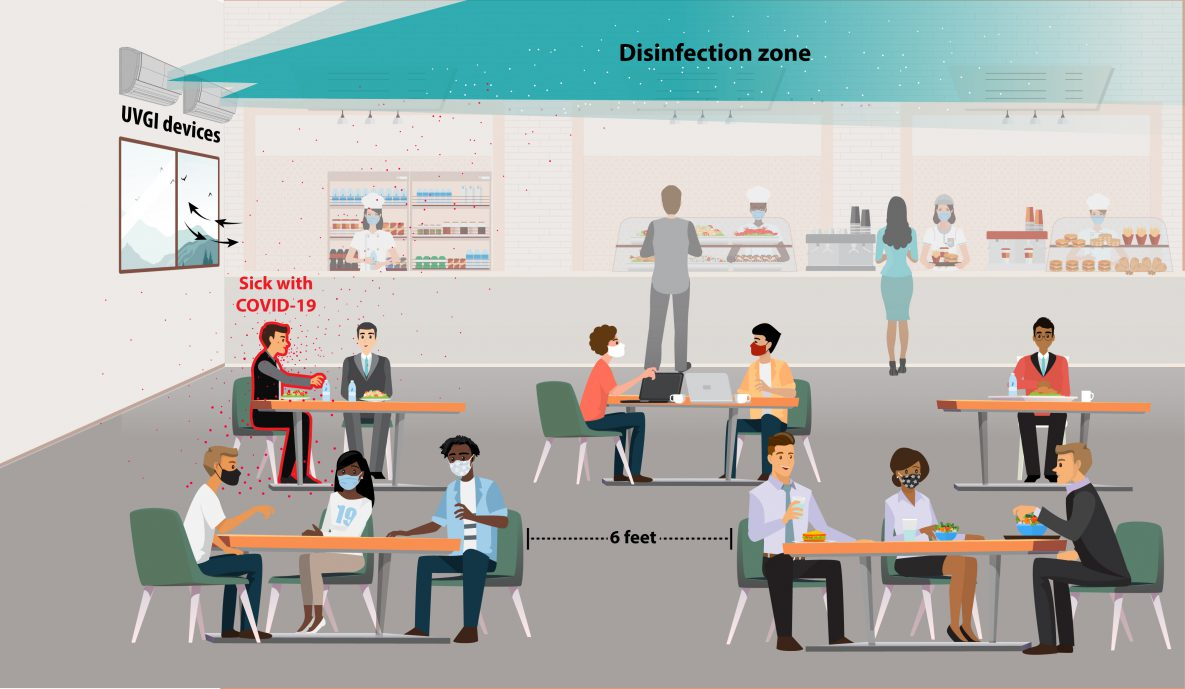 Disinfection zone
UVGI devices
Sick with
COVID-19
19
6 feet